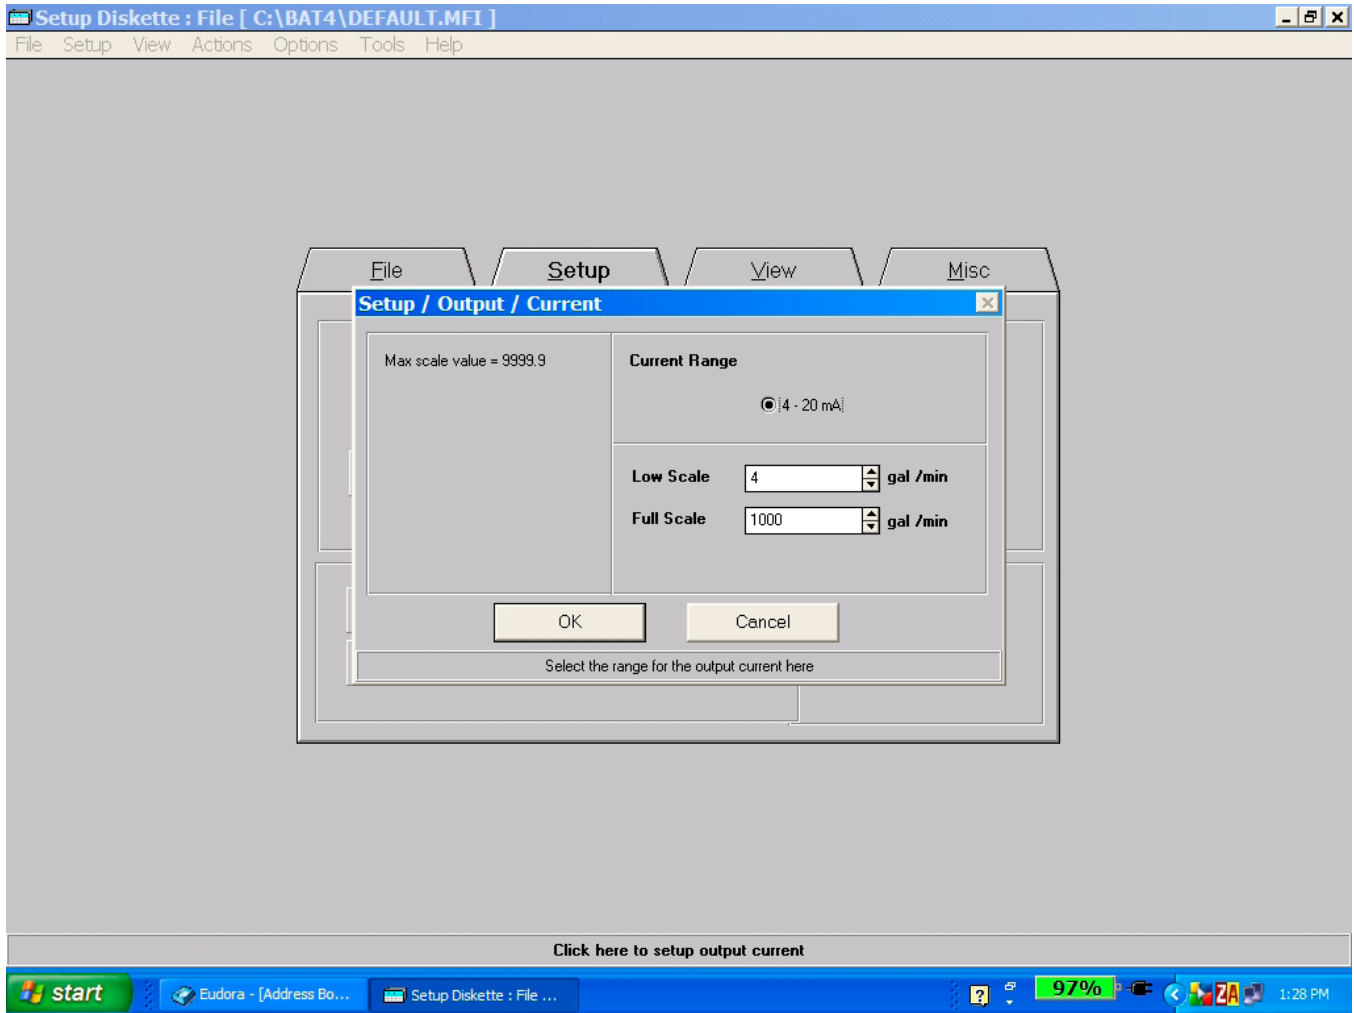 Setup Diskette : File [ C:\BAT4\DEFAULT.MFI ]
File Setup View Actions Options Tools Help
File Setup View Misc
Setup / Output / Current
Max scale value = 9999.9
Current Range
4 - 20 mA
Low Scale 4 gal /min
Full Scale 1000 gal /min
OK Cancel
Select the range for the output current here
Click here to setup output current
start Eudora - [Address Bo... Setup Diskette : File ... 97% ZA 1:28 PM